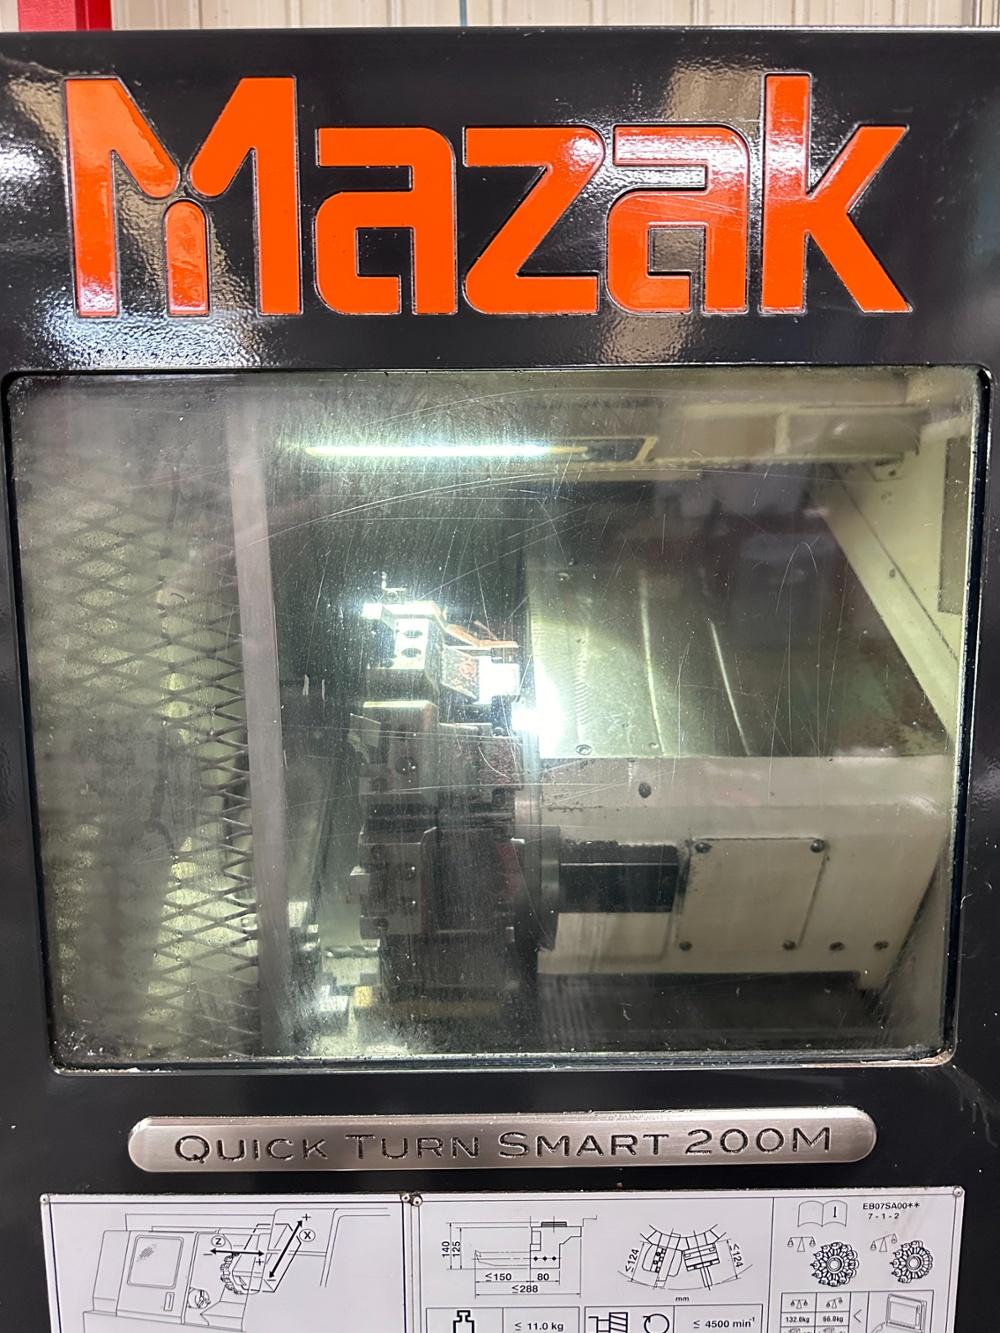 Mazak
QUICK TURN SMART 200M
+
Z
X
+
140
125
≤150
80
≤288
≤124
≤124
mm
i
EB07SA00**
7-1-2
≤ 11.0 kg
≤ 4500 min⁻¹
132.0kg
66.0kg
<